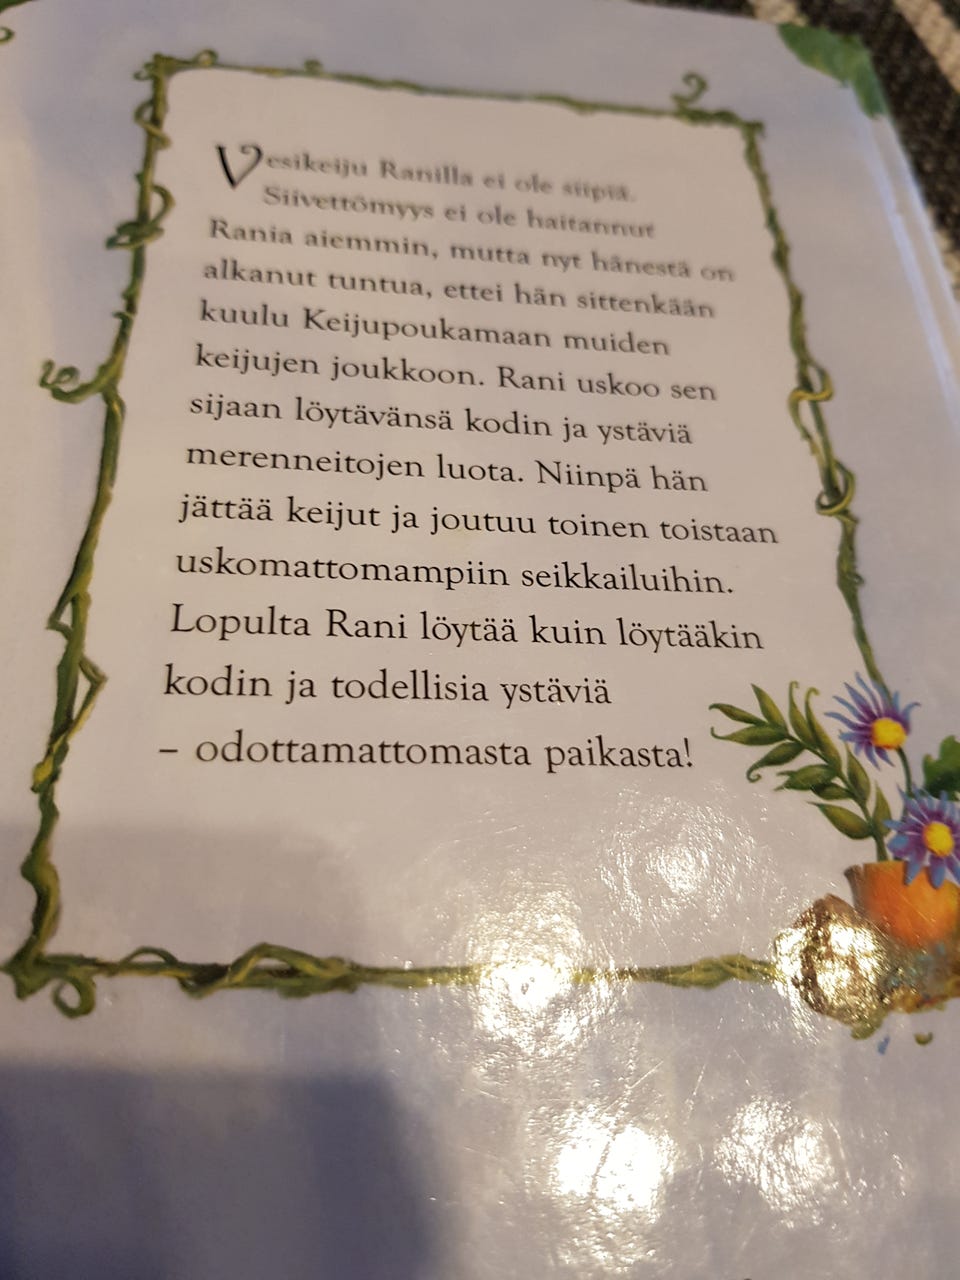 Vesikeiju Ranilla ei ole siipiä.
Siivettömyys ei ole haitannut
Rania aiemmin, mutta nyt hänestä on
alkanut tuntua, ettei hän sittenkään
kuulu Keijupoukamaan muiden
keijujen joukkoon. Rani uskoo sen
sijaan löytävänsä kodin ja ystäviä
merenneitojen luota. Niinpä hän
jättää keijut ja joutuu toinen toistaan
uskomattomampiin seikkailuihin.
Lopulta Rani löytää kuin löytääkin
kodin ja todellisia ystäviä
– odottamattomasta paikasta!